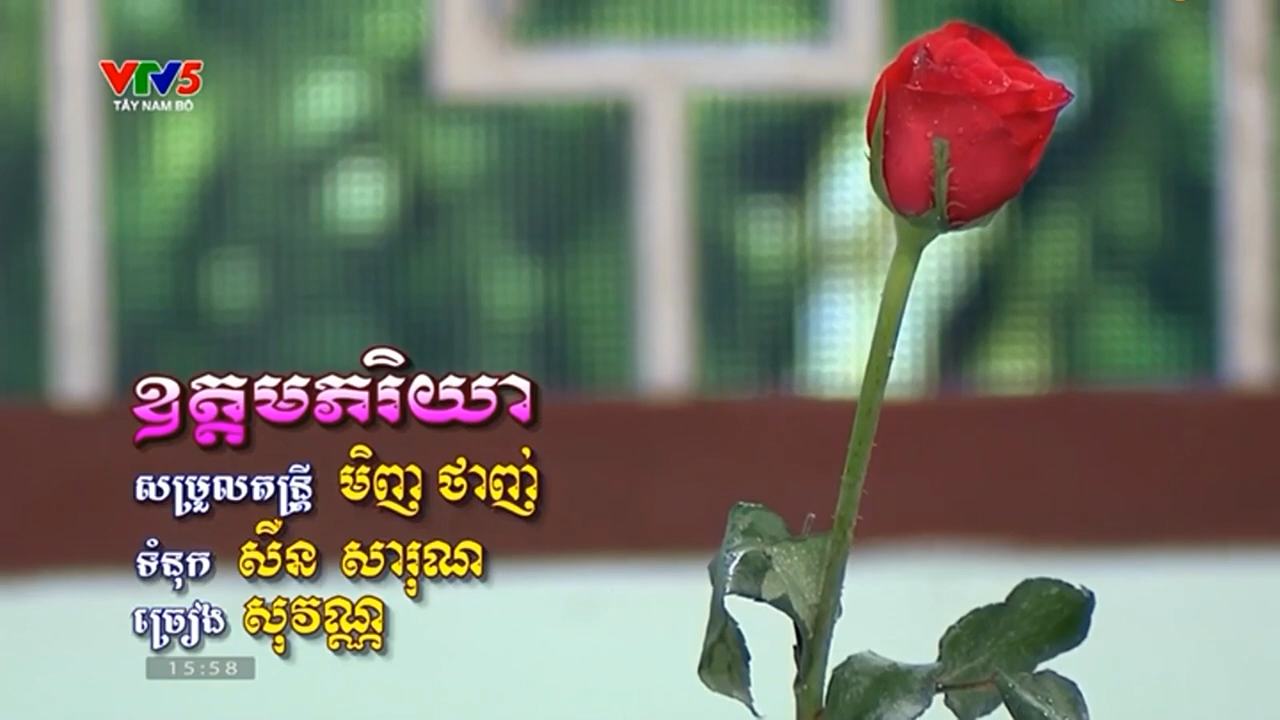 VTV5
TÂY NAM BỘ
ឧត្តមភរិយា
សម្រួលតន្ត្រី មិញ ថាញ់
ទំនុក សឺន សារុណ
ច្រៀង សុវណ្ណ
15:58